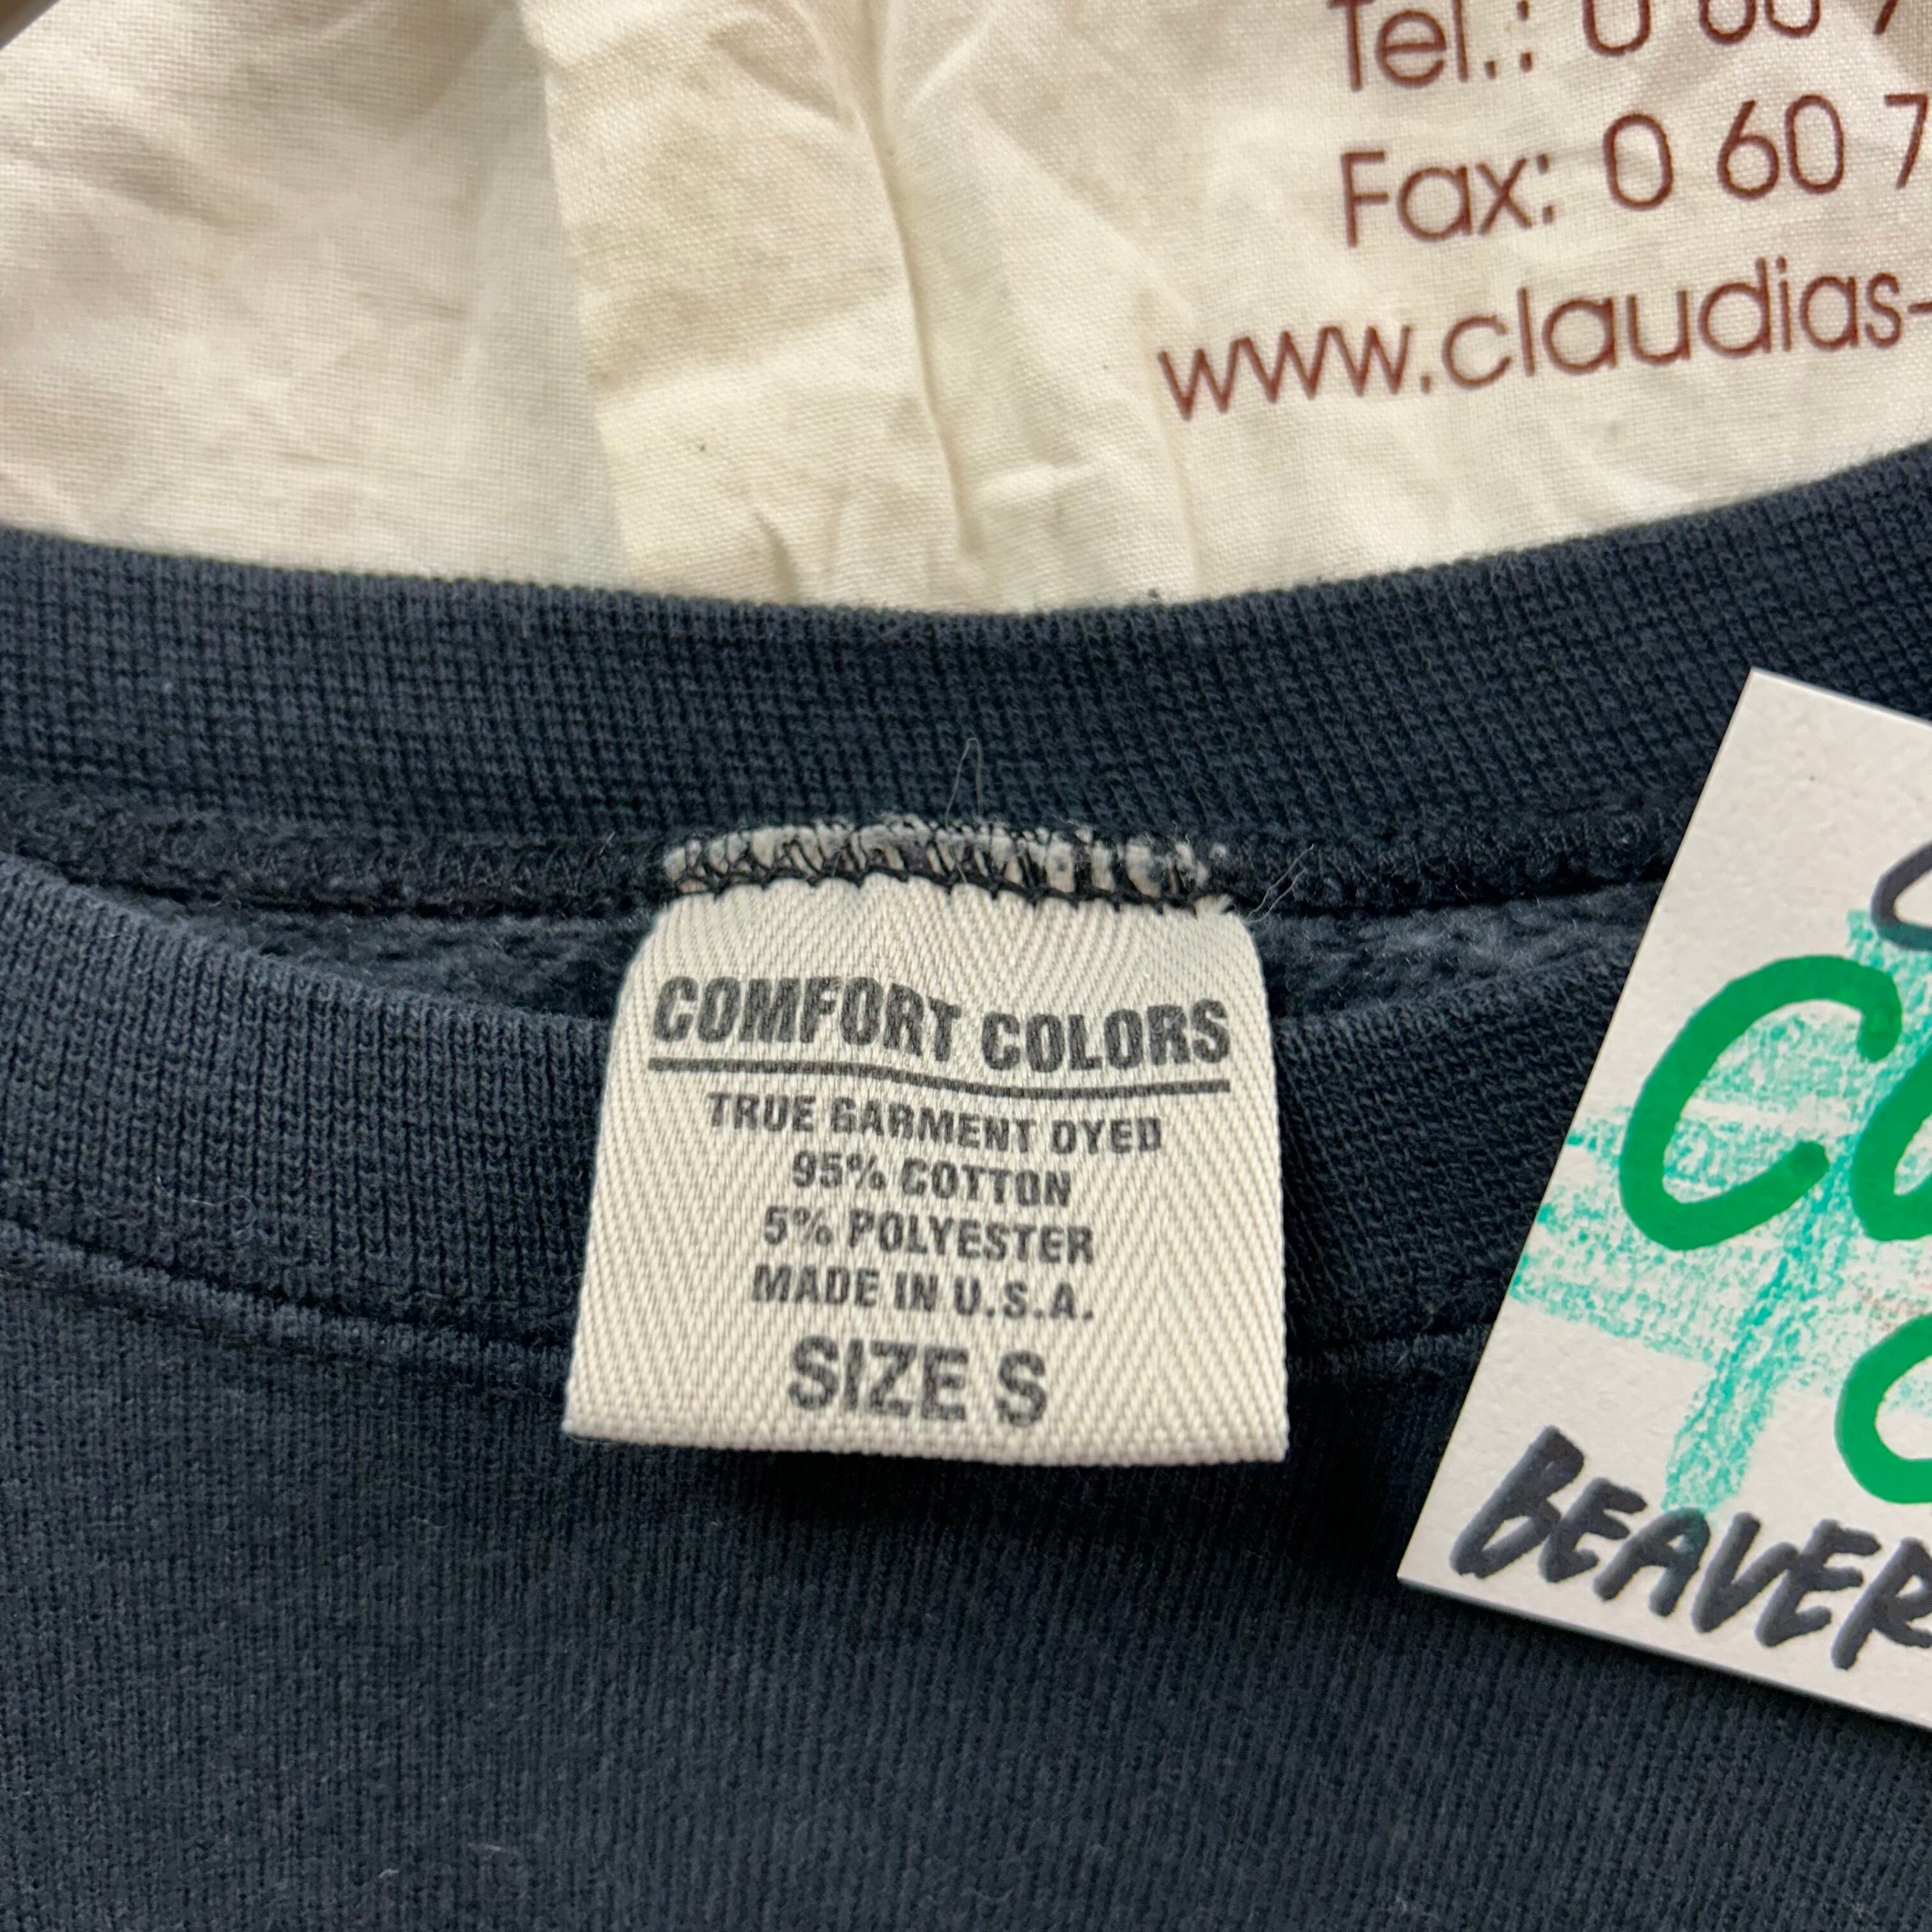 Tel.: 0 60 7
Fax: 0 60 7
www.claudias-
COMFORT COLORS
TRUE GARMENT DYED
95% COTTON
5% POLYESTER
MADE IN U.S.A.
SIZE S
BEAVER